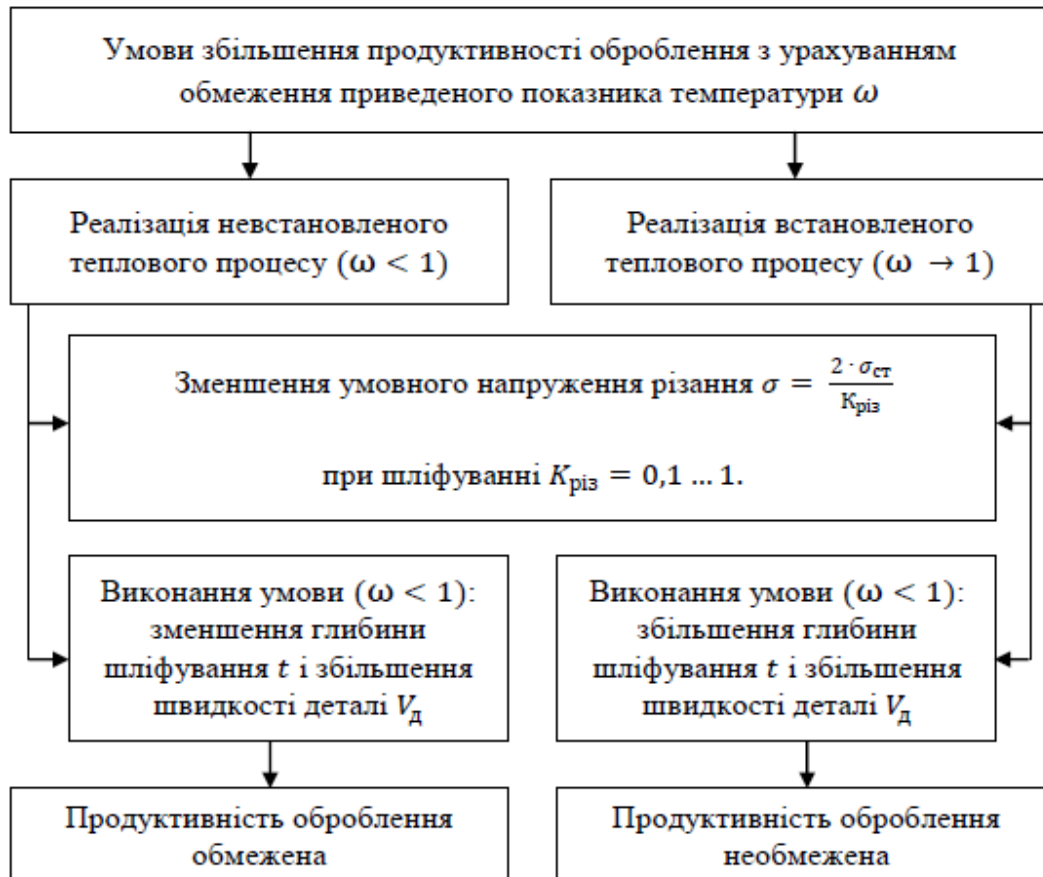 Умови збільшення продуктивності оброблення з урахуванням
обмеження приведеного показника температури ω
Реалізація невстановленого
теплового процесу (ω < 1)
Реалізація встановленого
теплового процесу (ω → 1)
Зменшення умовного напруження різання σ = 2 · σст / Kріз
при шліфуванні Kріз = 0,1 … 1.
Виконання умови (ω < 1):
зменшення глибини
шліфування t і збільшення
швидкості деталі Vд
Виконання умови (ω < 1):
збільшення глибини
шліфування t і збільшення
швидкості деталі Vд
Продуктивність оброблення
обмежена
Продуктивність оброблення
необмежена